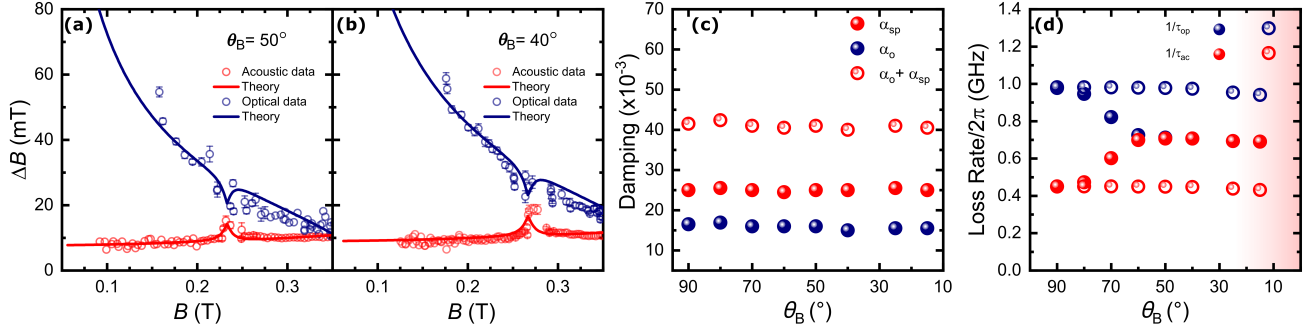 (a)
θB= 50°
Acoustic data
Theory
Optical data
Theory
ΔB (mT)
80
60
40
20
0
0.1
0.2
0.3
B (T)
(b)
θB= 40°
Acoustic data
Theory
Optical data
Theory
0.1
0.2
0.3
B (T)
(c)
αsp
αo
αo+ αsp
Damping (x10-3)
70
60
50
40
30
20
10
90
70
50
30
10
θB (°)
(d)
1/τop
1/τac
Loss Rate/2π (GHz)
1.4
1.2
1.0
0.8
0.6
0.4
0.2
0.0
90
70
50
30
10
θB (°)